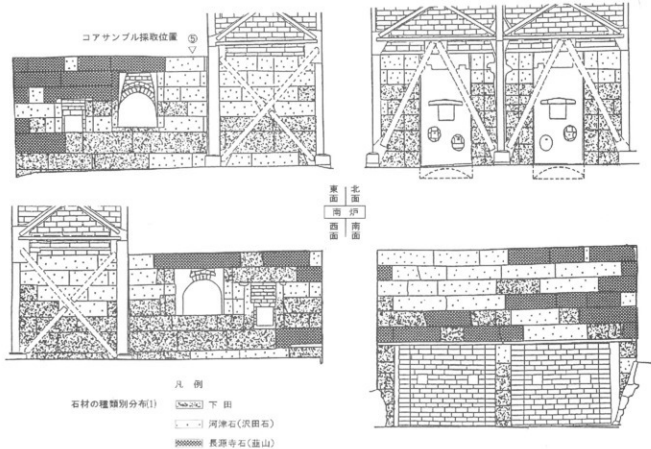 コアサンプル採取位置 ⑤
東面 北面
南炉
西面 南面
凡例
石材の種類別分布(1)
下田
河津石(沢田石)
長源寺石(韮山)